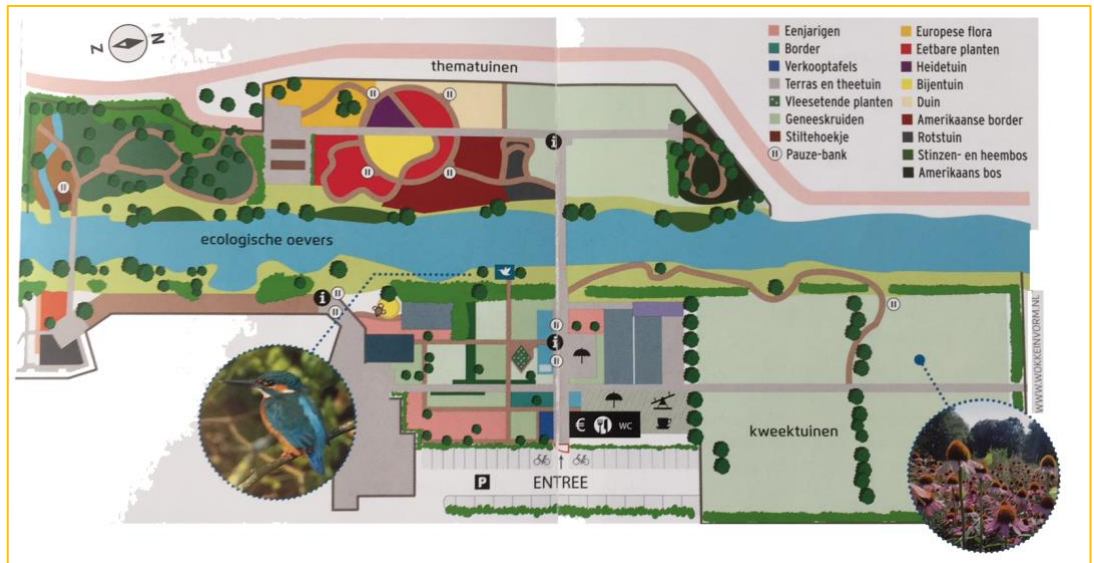 Z N
thematuinen
Eenjarigen
Border
Verkooptafels
Terras en theetuin
Vleesetende planten
Geneeskruiden
Stiltehoekje
Pauze-bank
Europese flora
Eetbare planten
Heidetuin
Bijentuin
Duin
Amerikaanse border
Rotstuin
Stinzen- en heembos
Amerikaans bos
i
ecologische oevers
i
i
WWW.WOKKEINVORM.NL
€ WC
kweektuinen
P
ENTREE